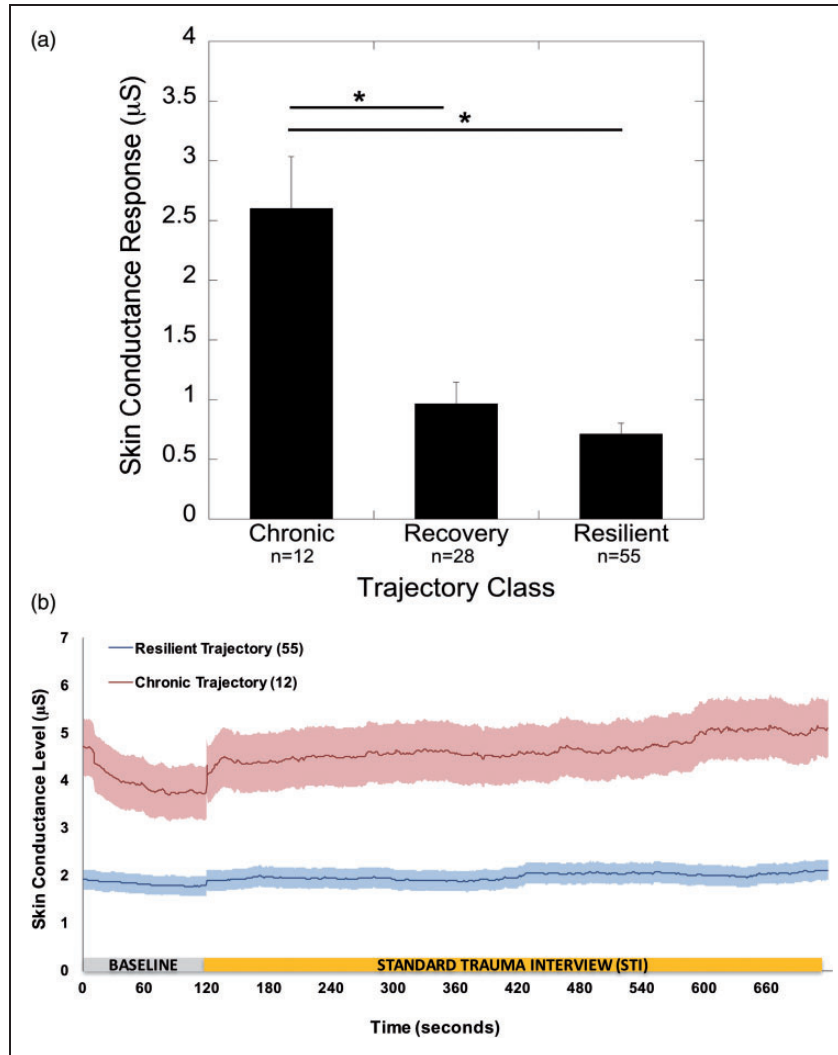 (a)
4
3.5
3
2.5
2
1.5
1
0.5
0
Skin Conductance Response (µS)
*
*
Chronic Recovery Resilient
n=12 n=28 n=55
Trajectory Class
(b)
7
6
5
4
3
2
1
0
Skin Conductance Level (µS)
Resilient Trajectory (55)
Chronic Trajectory (12)
BASELINE STANDARD TRAUMA INTERVIEW (STI)
0 60 120 180 240 300 360 420 480 540 600 660
Time (seconds)